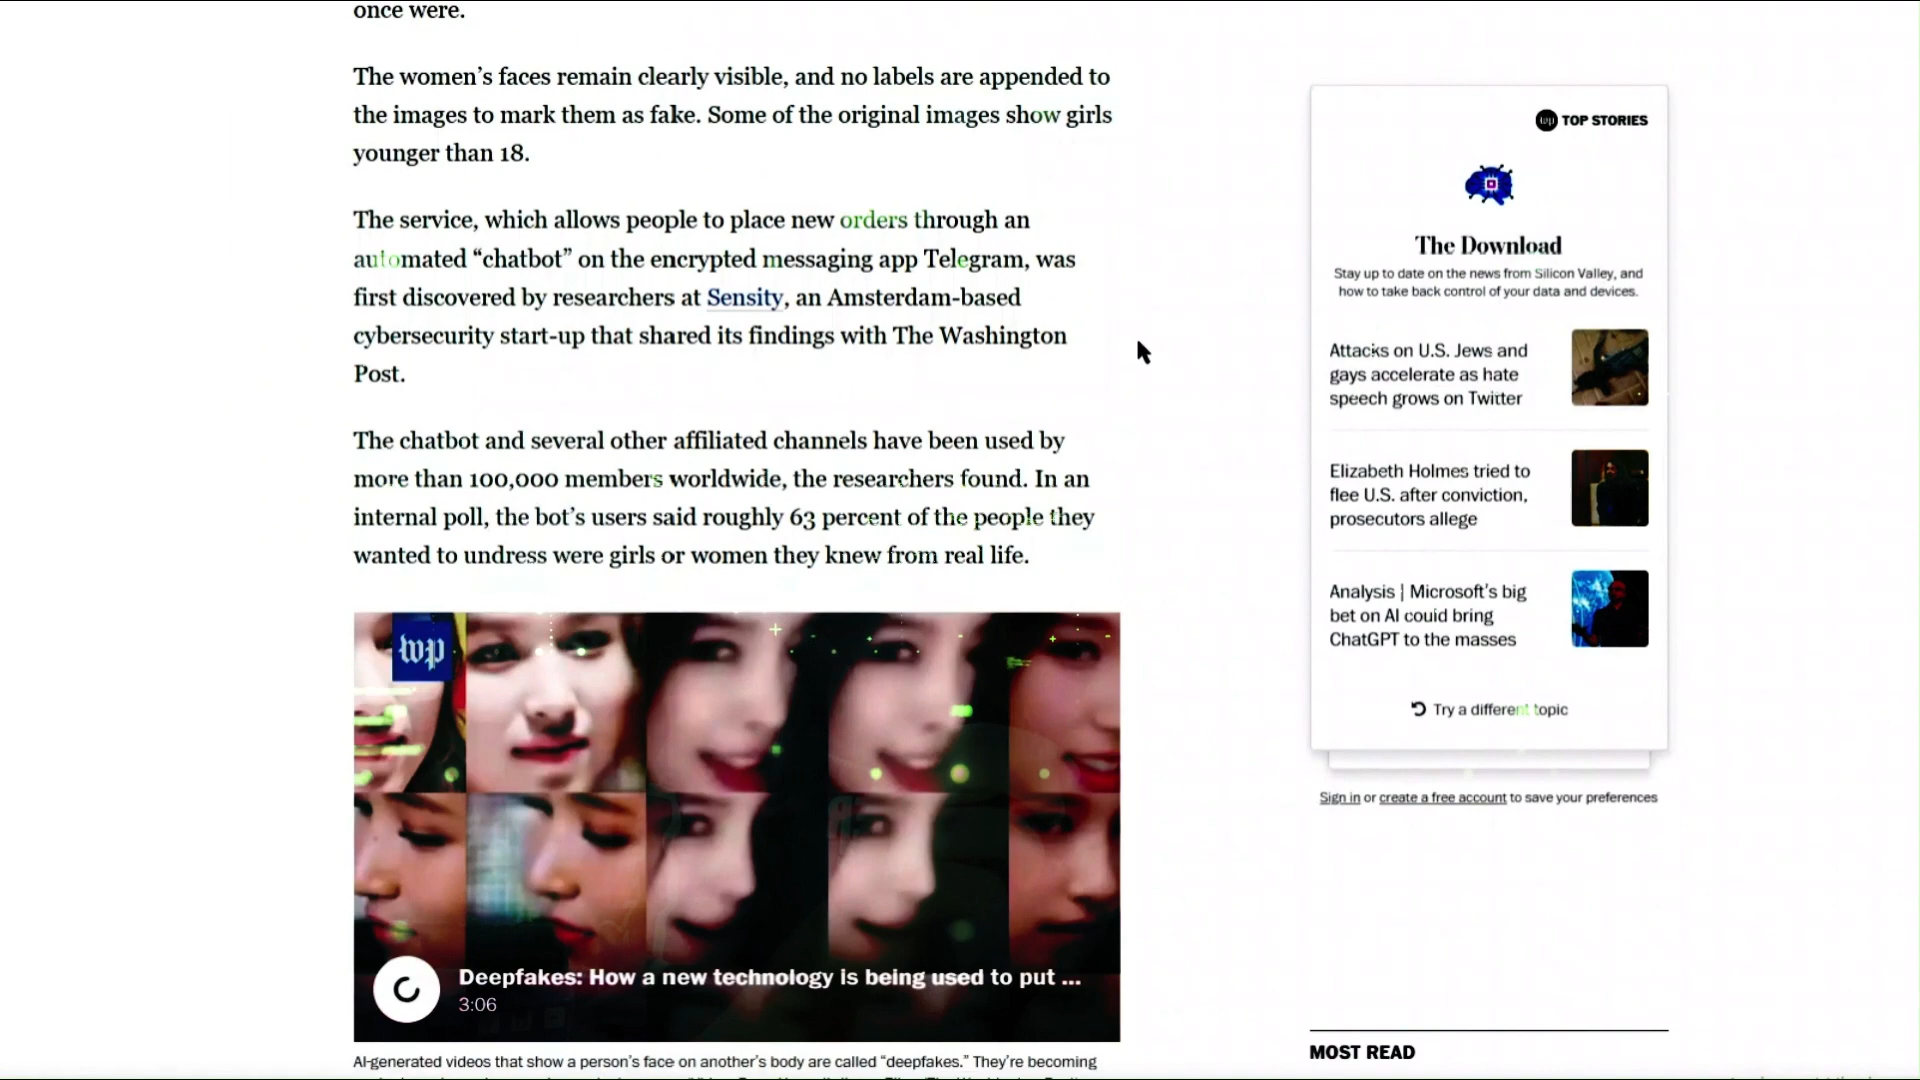 once were.
The women’s faces remain clearly visible, and no labels are appended to
the images to mark them as fake. Some of the original images show girls
younger than 18.
The service, which allows people to place new orders through an
automated “chatbot” on the encrypted messaging app Telegram, was
first discovered by researchers at Sensity, an Amsterdam-based
cybersecurity start-up that shared its findings with The Washington
Post.
The chatbot and several other affiliated channels have been used by
more than 100,000 members worldwide, the researchers found. In an
internal poll, the bot’s users said roughly 63 percent of the people they
wanted to undress were girls or women they knew from real life.
wp
Deepfakes: How a new technology is being used to put ...
3:06
AI-generated videos that show a person’s face on another’s body are called “deepfakes.” They’re becoming
wp TOP STORIES
The Download
Stay up to date on the news from Silicon Valley, and
how to take back control of your data and devices.
Attacks on U.S. Jews and
gays accelerate as hate
speech grows on Twitter
Elizabeth Holmes tried to
flee U.S. after conviction,
prosecutors allege
Analysis | Microsoft’s big
bet on AI could bring
ChatGPT to the masses
Try a different topic
Sign in or create a free account to save your preferences
MOST READ